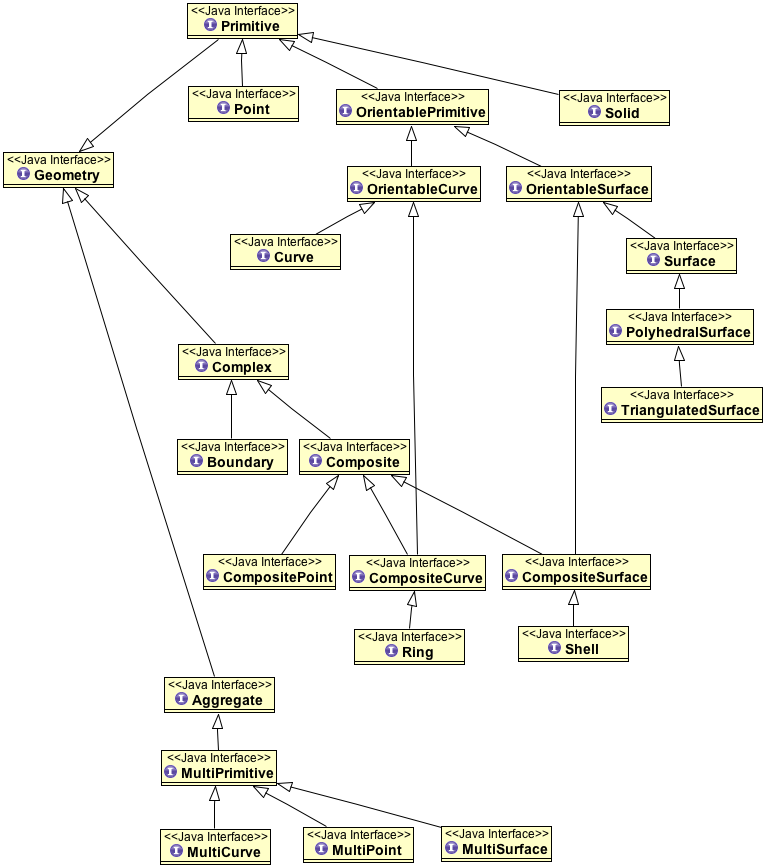 <<Java Interface>>
Primitive
<<Java Interface>>
Point
<<Java Interface>>
OrientablePrimitive
<<Java Interface>>
Solid
<<Java Interface>>
Geometry
<<Java Interface>>
OrientableCurve
<<Java Interface>>
OrientableSurface
<<Java Interface>>
Curve
<<Java Interface>>
Surface
<<Java Interface>>
PolyhedralSurface
<<Java Interface>>
Complex
<<Java Interface>>
TriangulatedSurface
<<Java Interface>>
Boundary
<<Java Interface>>
Composite
<<Java Interface>>
CompositePoint
<<Java Interface>>
CompositeCurve
<<Java Interface>>
CompositeSurface
<<Java Interface>>
Ring
<<Java Interface>>
Shell
<<Java Interface>>
Aggregate
<<Java Interface>>
MultiPrimitive
<<Java Interface>>
MultiCurve
<<Java Interface>>
MultiPoint
<<Java Interface>>
MultiSurface